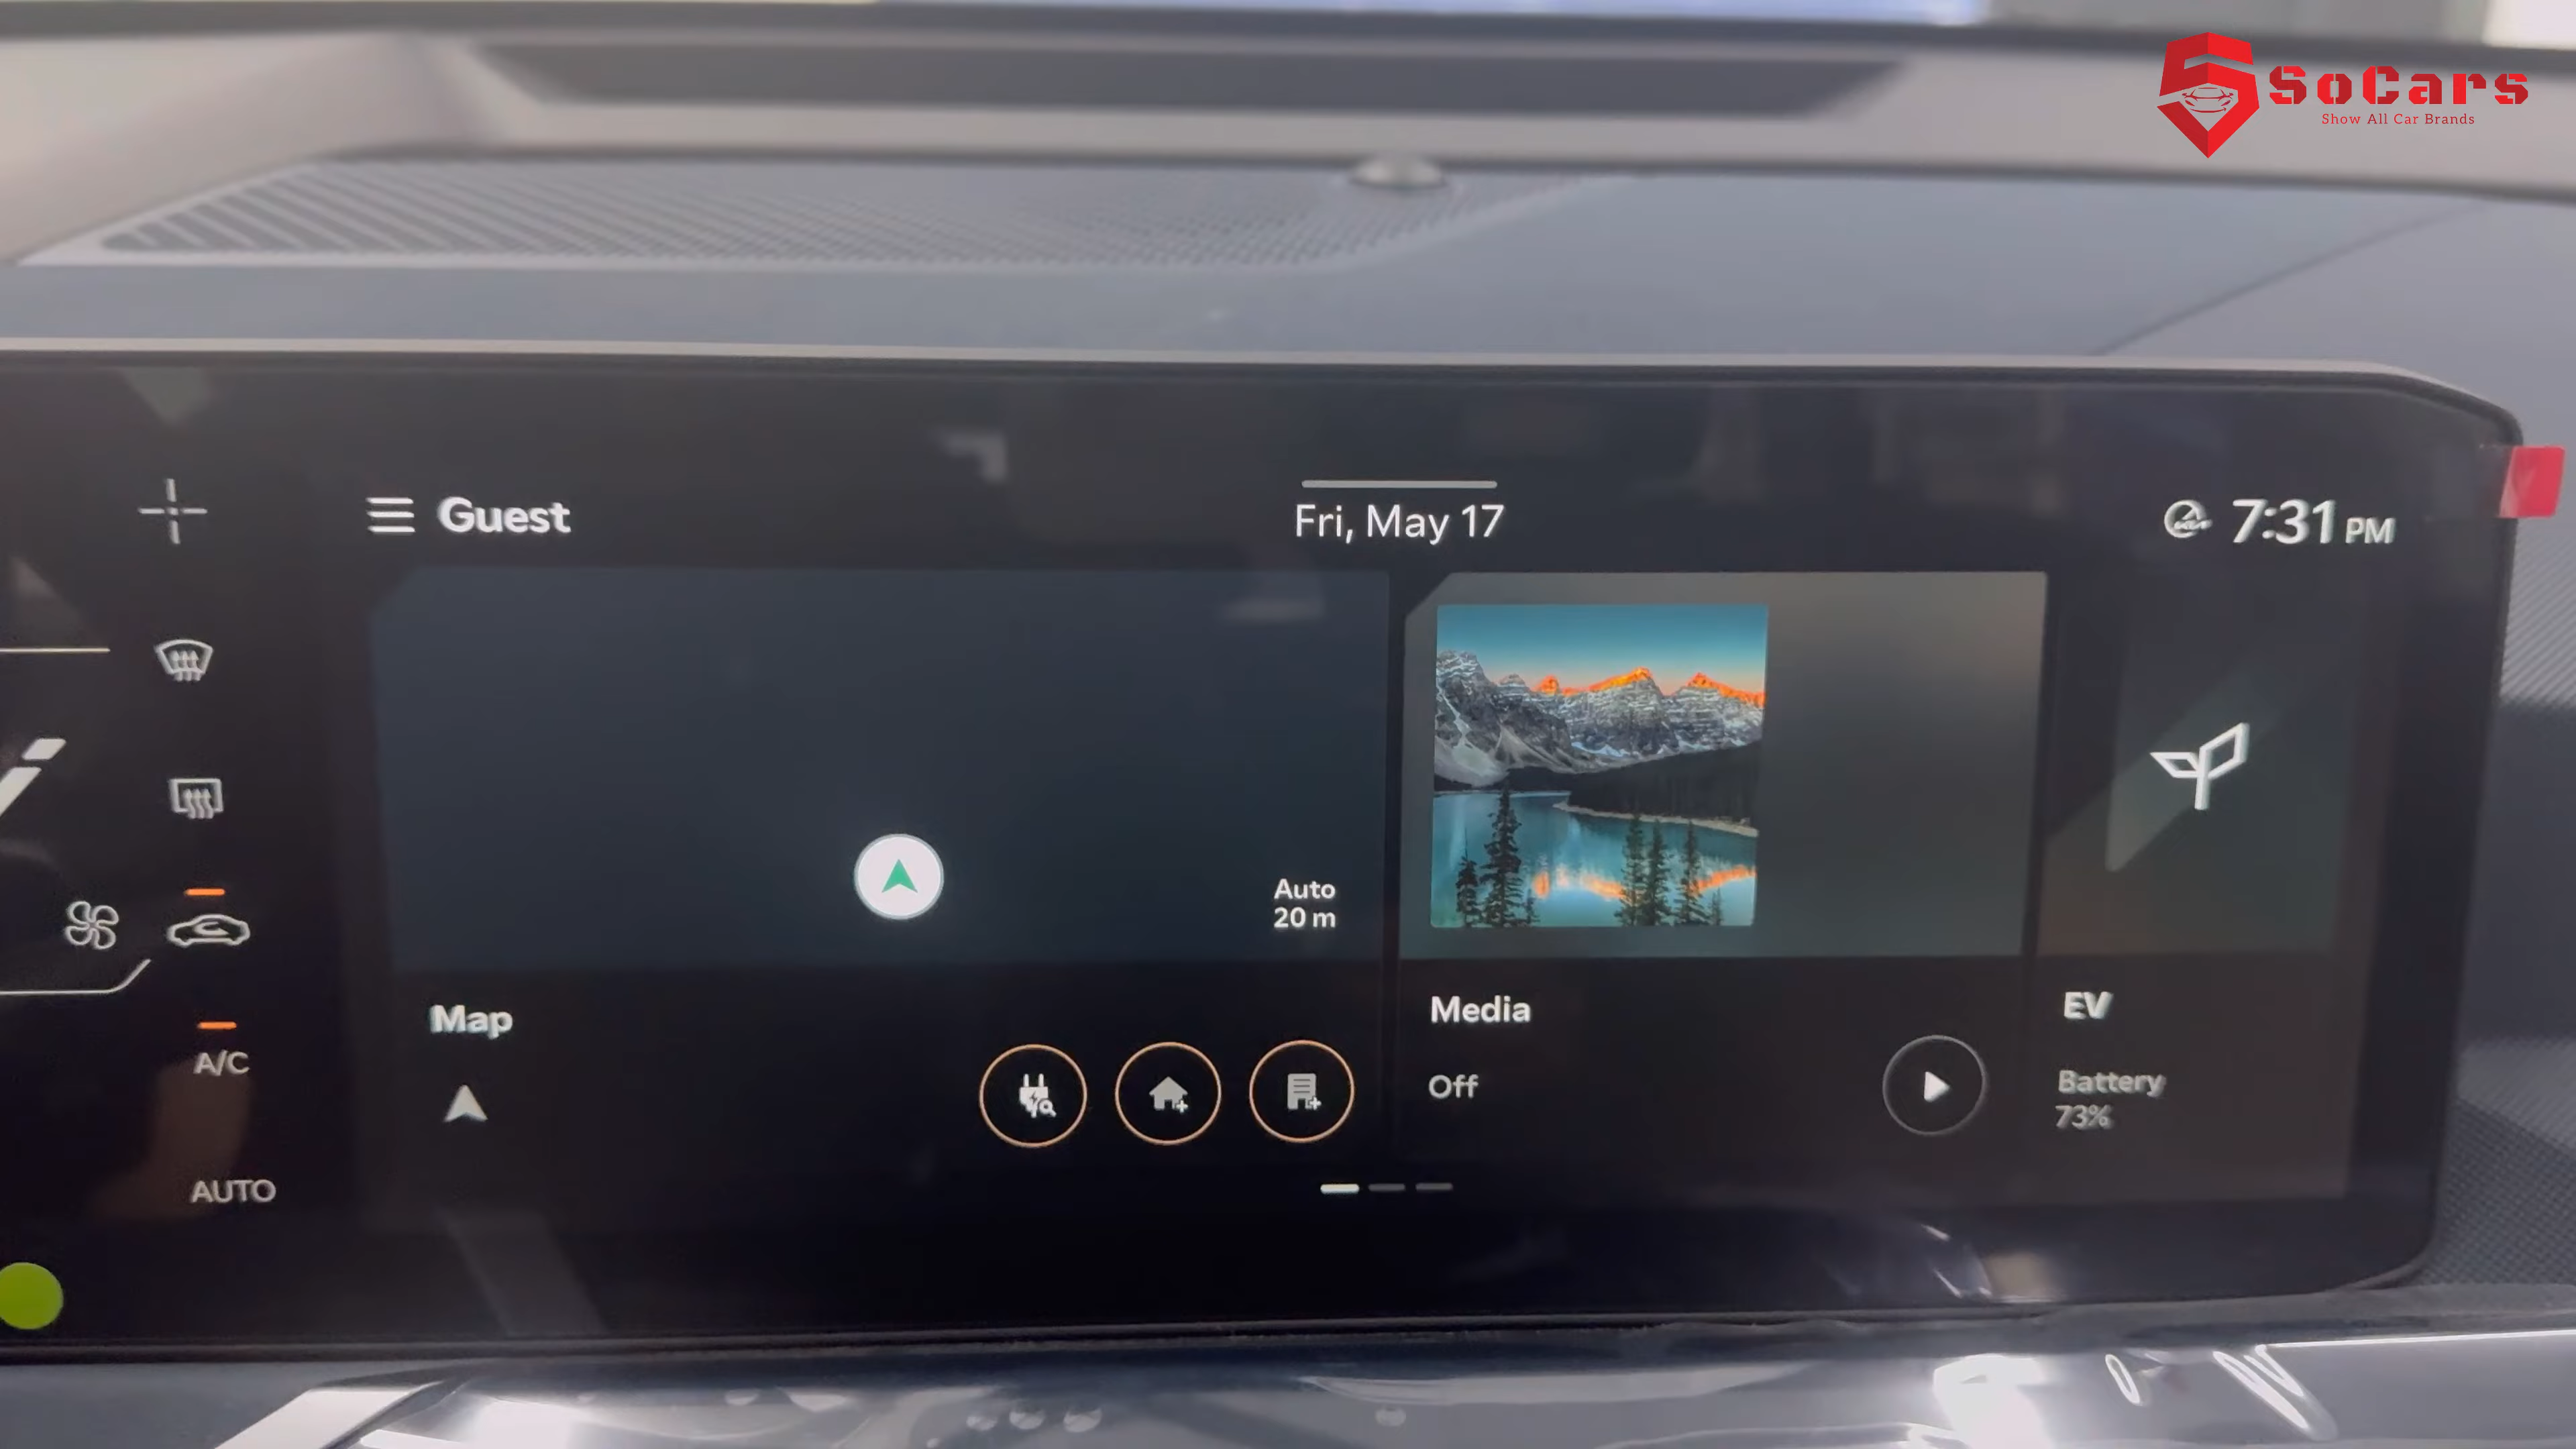 SoCars
Show All Car Brands
Guest
Fri, May 17
7:31 PM
Auto
20 m
Map
Media
Off
EV
Battery
73%
A/C
AUTO